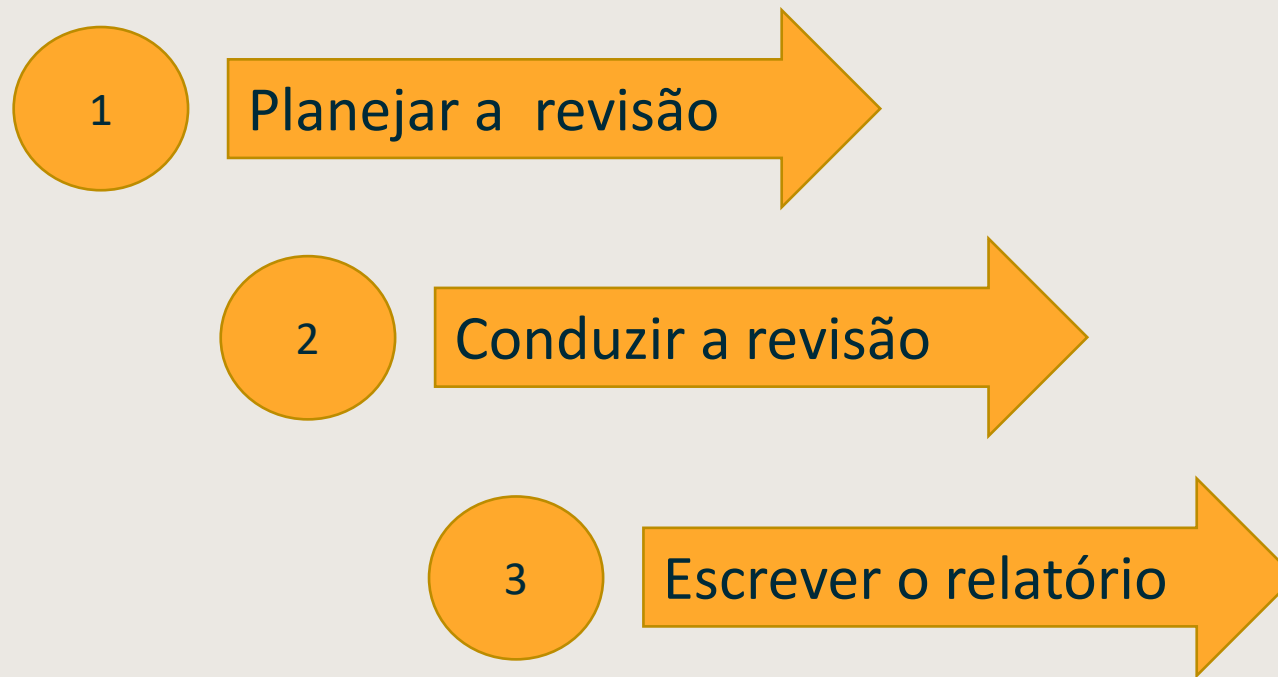 1
Planejar a  revisão
2
Conduzir a revisão
3
Escrever o relatório